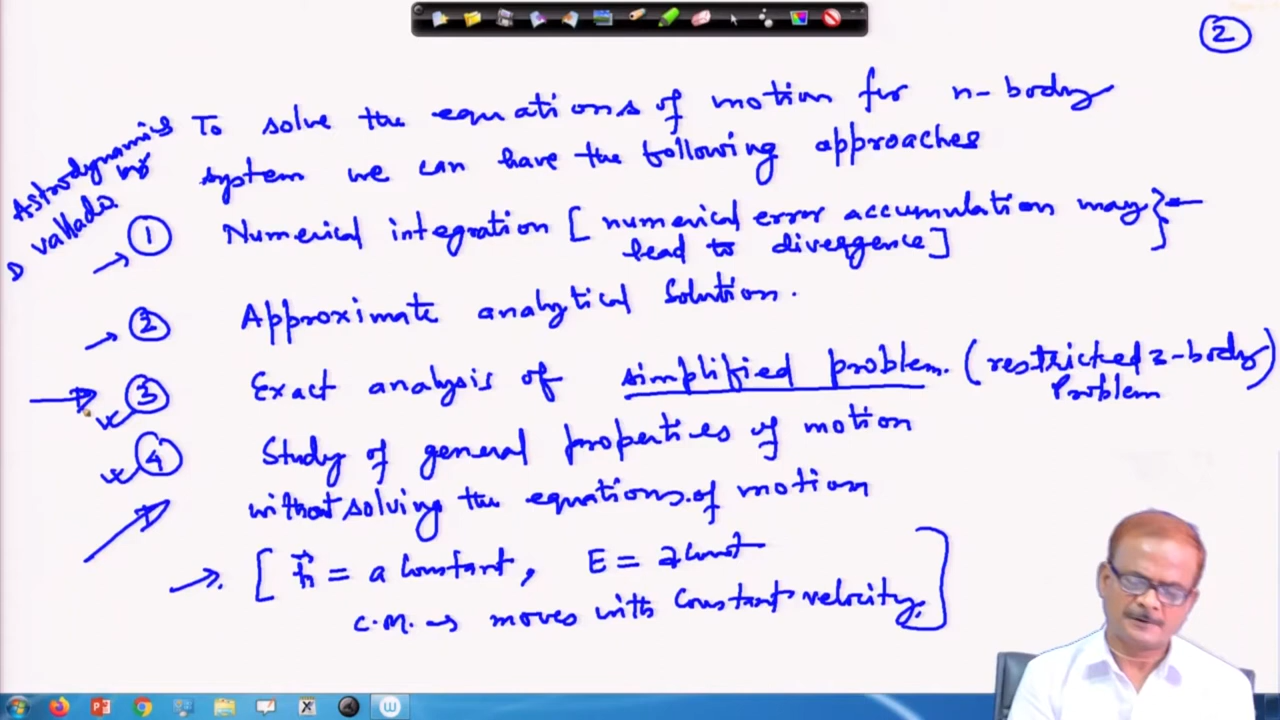 2
Astrodynamics
by
vallado
To solve the equations of motion for n-body
system we can have the following approaches
1 Numerical integration [numerical error accumulation may
lead to divergence]
2 Approximate analytical solution.
3 Exact analysis of simplified problem. (restricted 3-body
Problem)
4 Study of general properties of motion
without solving the equations of motion
→ [ h⃗ = a constant, E = a const
C.M. → moves with constant velocity. ]